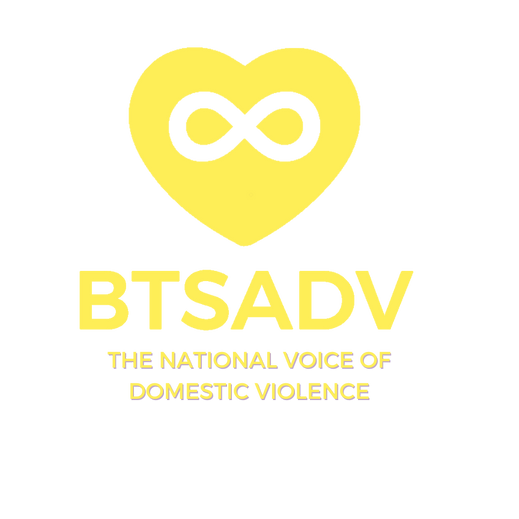 BTSADV
THE NATIONAL VOICE OF
DOMESTIC VIOLENCE